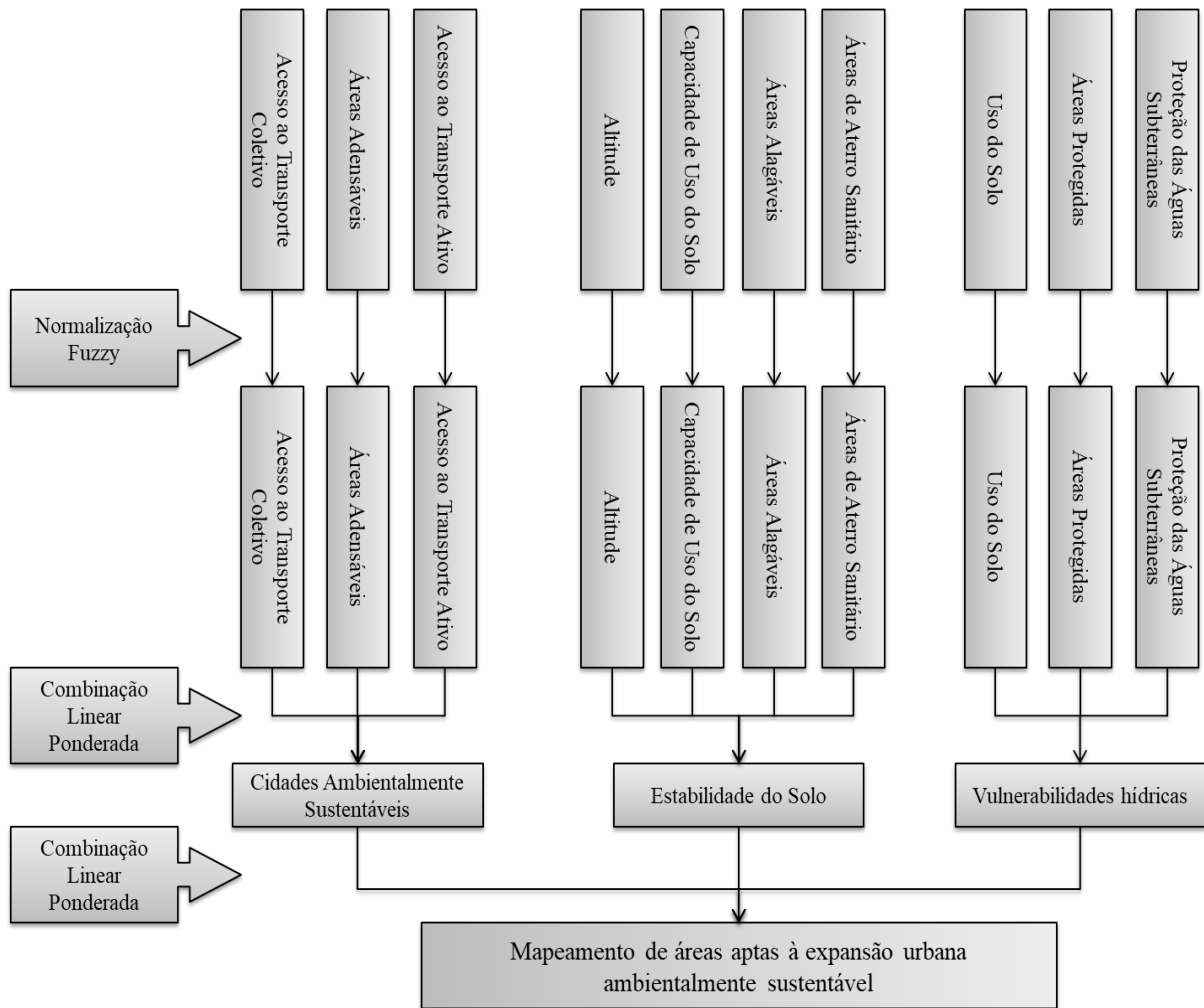 Acesso ao Transporte
Coletivo
Áreas Adensáveis
Acesso ao Transporte Ativo
Altitude
Capacidade de Uso do Solo
Áreas Alagáveis
Áreas de Aterro Sanitário
Uso do Solo
Áreas Protegidas
Proteção das Águas
Subterrâneas
Normalização
Fuzzy
Acesso ao Transporte
Coletivo
Áreas Adensáveis
Acesso ao Transporte Ativo
Altitude
Capacidade de Uso do Solo
Áreas Alagáveis
Áreas de Aterro Sanitário
Uso do Solo
Áreas Protegidas
Proteção das Águas
Subterrâneas
Combinação
Linear
Ponderada
Cidades Ambientalmente
Sustentáveis
Estabilidade do Solo
Vulnerabilidades hídricas
Combinação
Linear
Ponderada
Mapeamento de áreas aptas à expansão urbana
ambientalmente sustentável